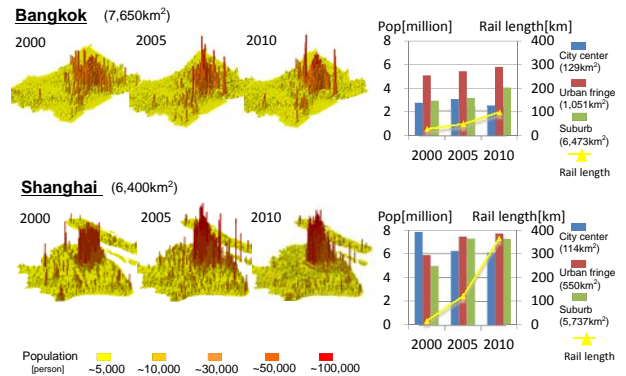 Bangkok (7,650km²)
2000 2005 2010
Pop[million] Rail length[km]
8 400
6 300
4 200
2 100
0 0
2000 2005 2010
City center
(129km²)
Urban fringe
(1,051km²)
Suburb
(6,473km²)
Rail length
Shanghai (6,400km²)
2000 2005 2010
Pop[million] Rail length[km]
8 400
6 300
4 200
2 100
0 0
2000 2005 2010
City center
(114km²)
Urban fringe
(550km²)
Suburb
(5,737km²)
Rail length
Population
[person]
~5,000 ~10,000 ~30,000 ~50,000 ~100,000